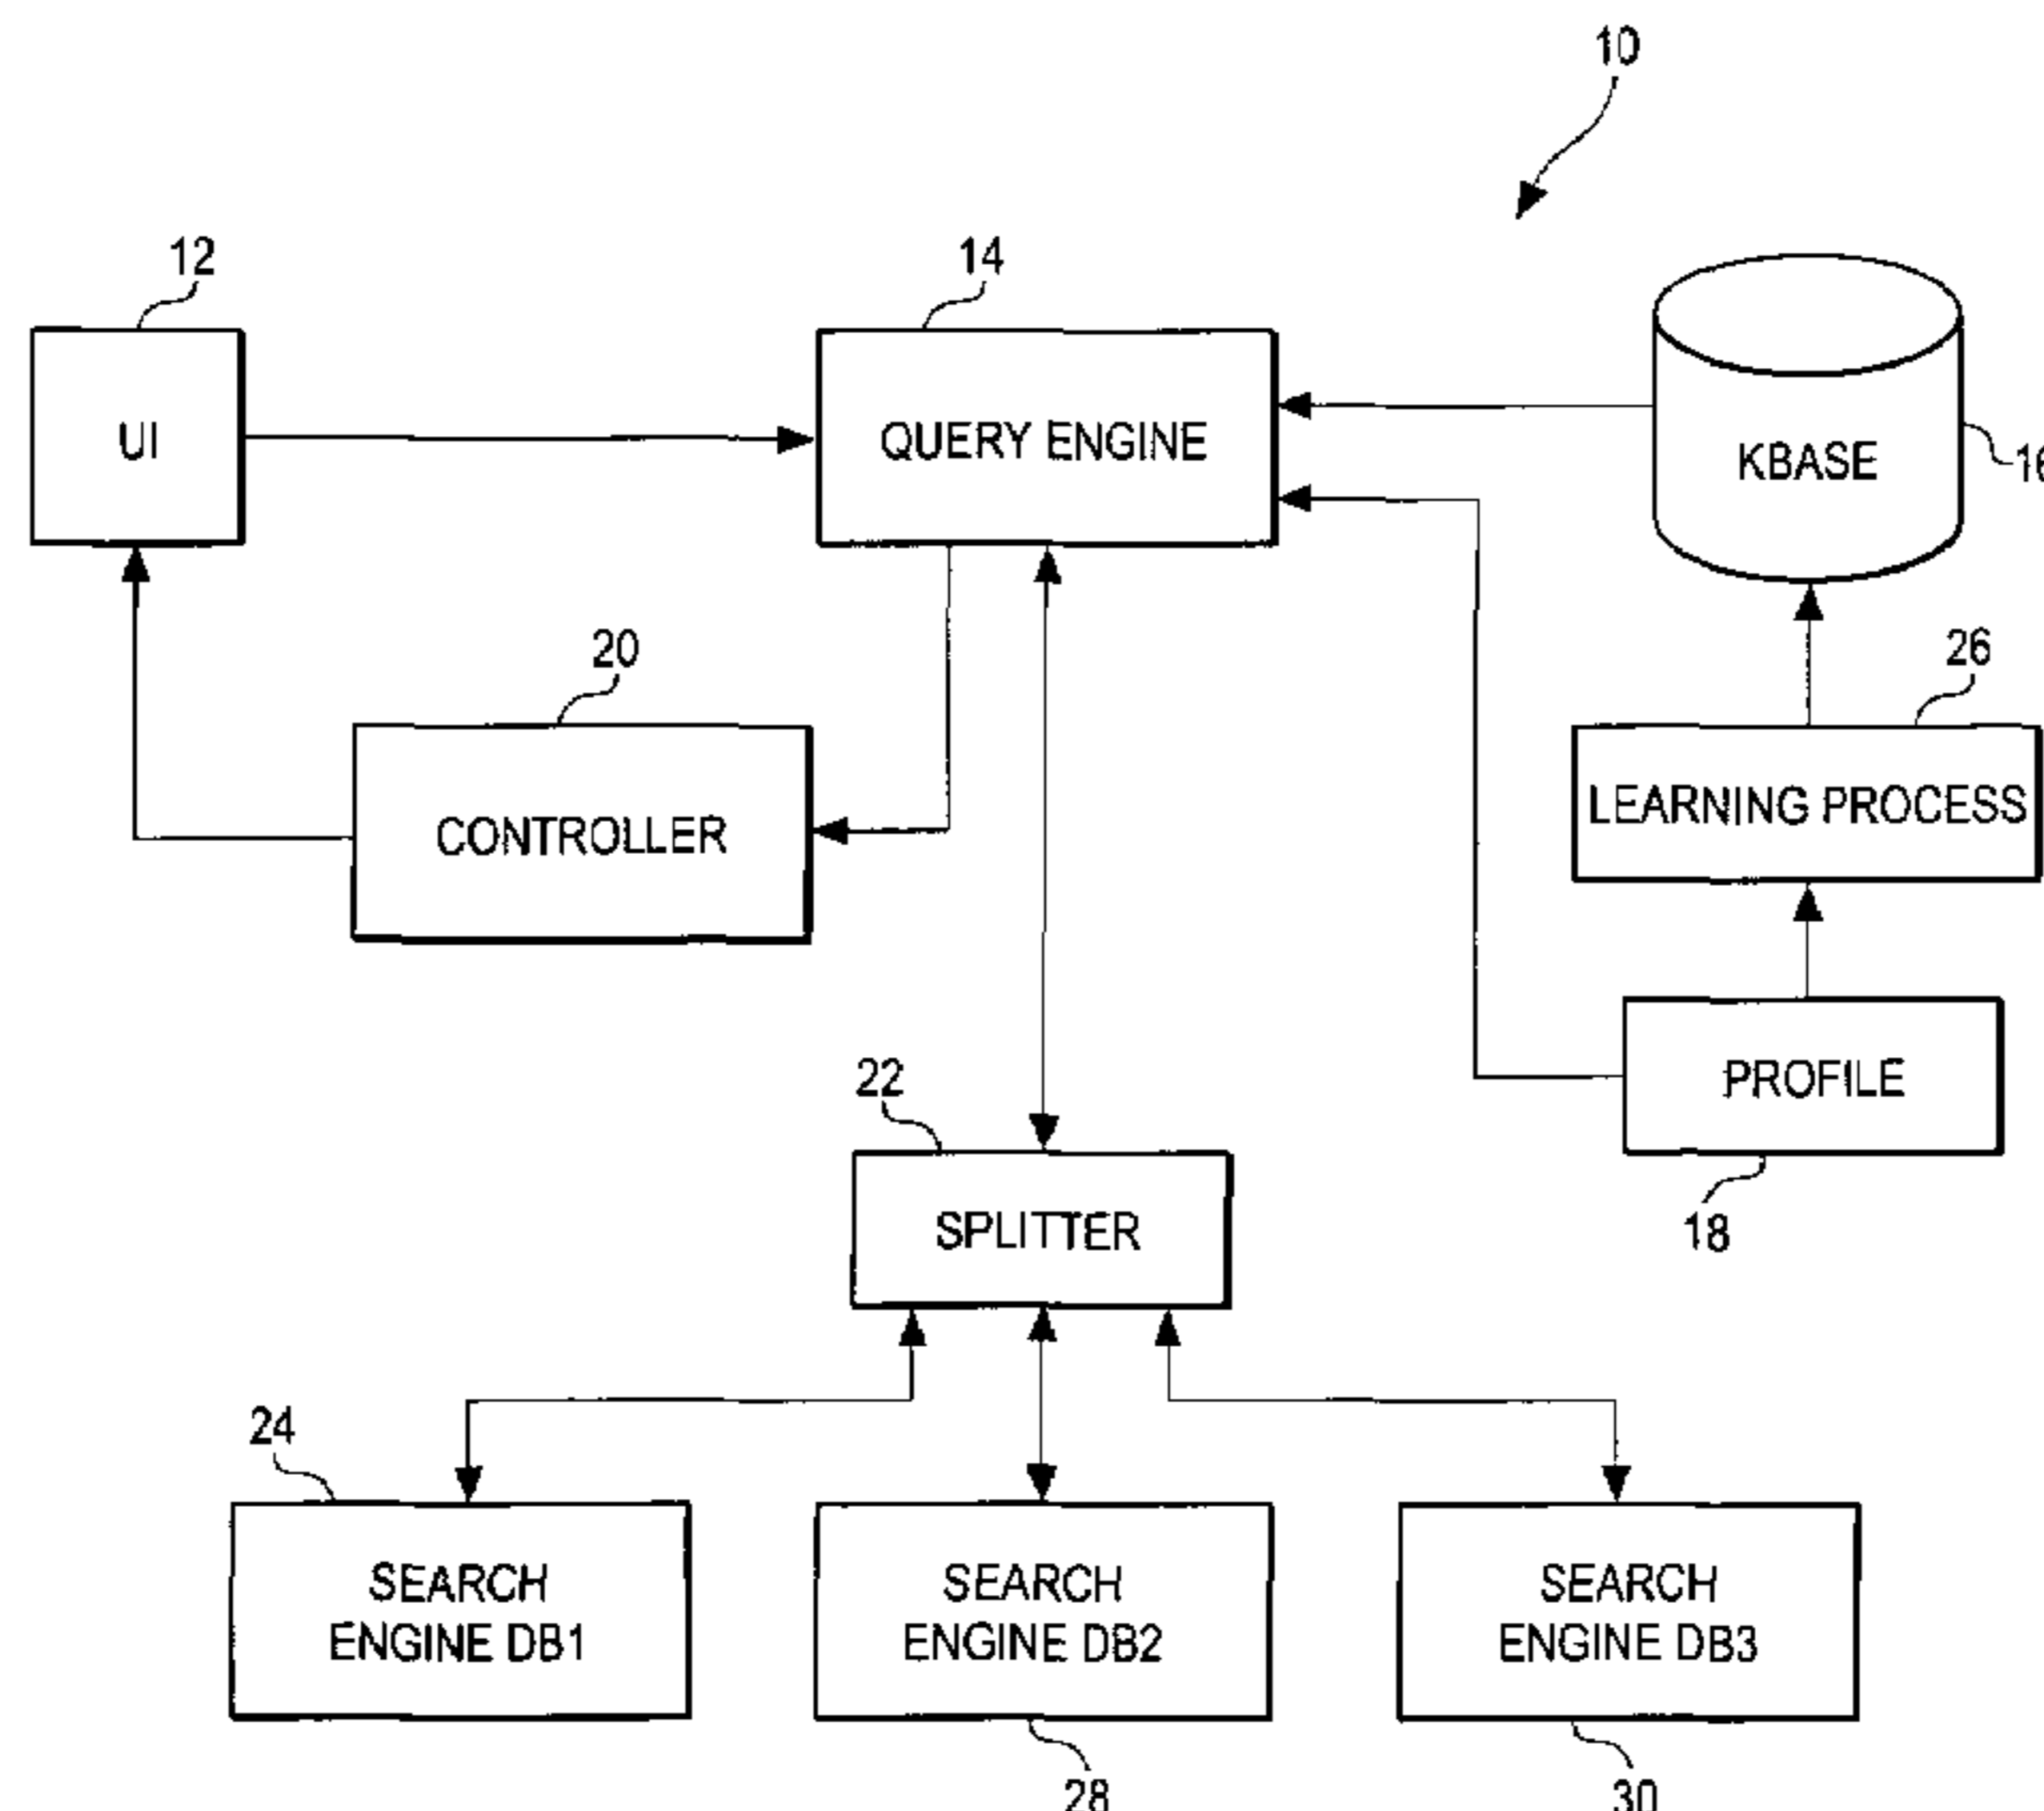 10
12
14
UI
QUERY ENGINE
KBASE
16
20
26
CONTROLLER
LEARNING PROCESS
22
PROFILE
SPLITTER
18
24
SEARCH
ENGINE DB1
SEARCH
ENGINE DB2
SEARCH
ENGINE DB3
28
30